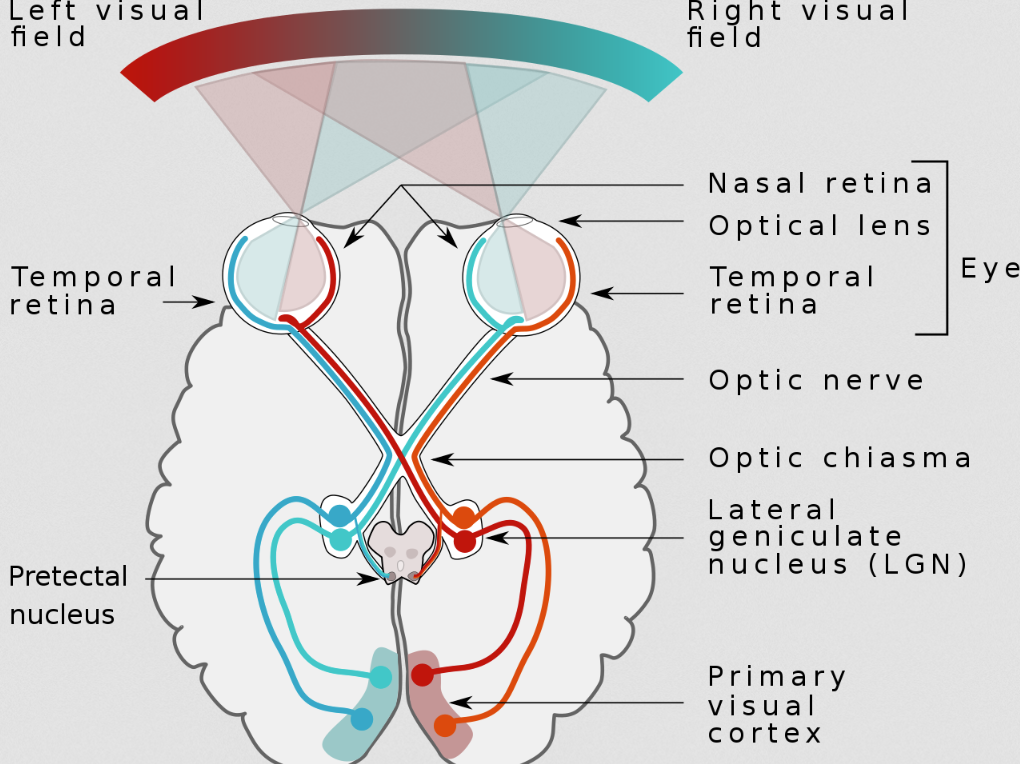 Left visual
field
Right visual
field
Nasal retina
Optical lens
Eye
Temporal
retina
Temporal
retina
Optic nerve
Optic chiasma
Lateral
geniculate
nucleus (LGN)
Pretectal
nucleus
Primary
visual
cortex